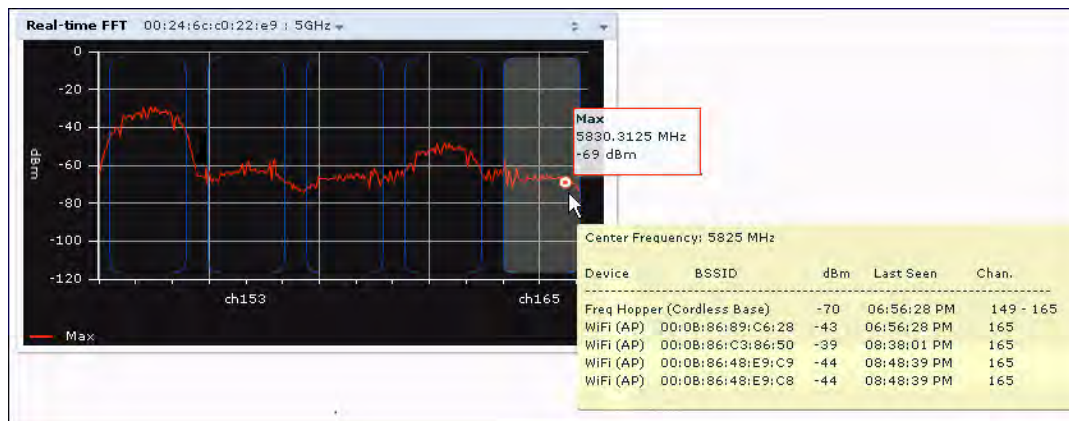 Real-time FFT 00:24:6c:c0:22:e9 : 5GHz
0
-20
-40
-60
-80
-100
-120
dBm
ch153
ch165
Max
Max
5830.3125 MHz
-69 dBm
Center Frequency: 5825 MHz
Device BSSID dBm Last Seen Chan.
Freq Hopper (Cordless Base) -70 06:56:28 PM 149 - 165
WiFi (AP) 00:0B:86:89:C6:28 -43 06:56:28 PM 165
WiFi (AP) 00:0B:86:C3:86:50 -39 08:38:01 PM 165
WiFi (AP) 00:0B:86:48:E9:C9 -44 08:48:39 PM 165
WiFi (AP) 00:0B:86:48:E9:C8 -44 08:48:39 PM 165